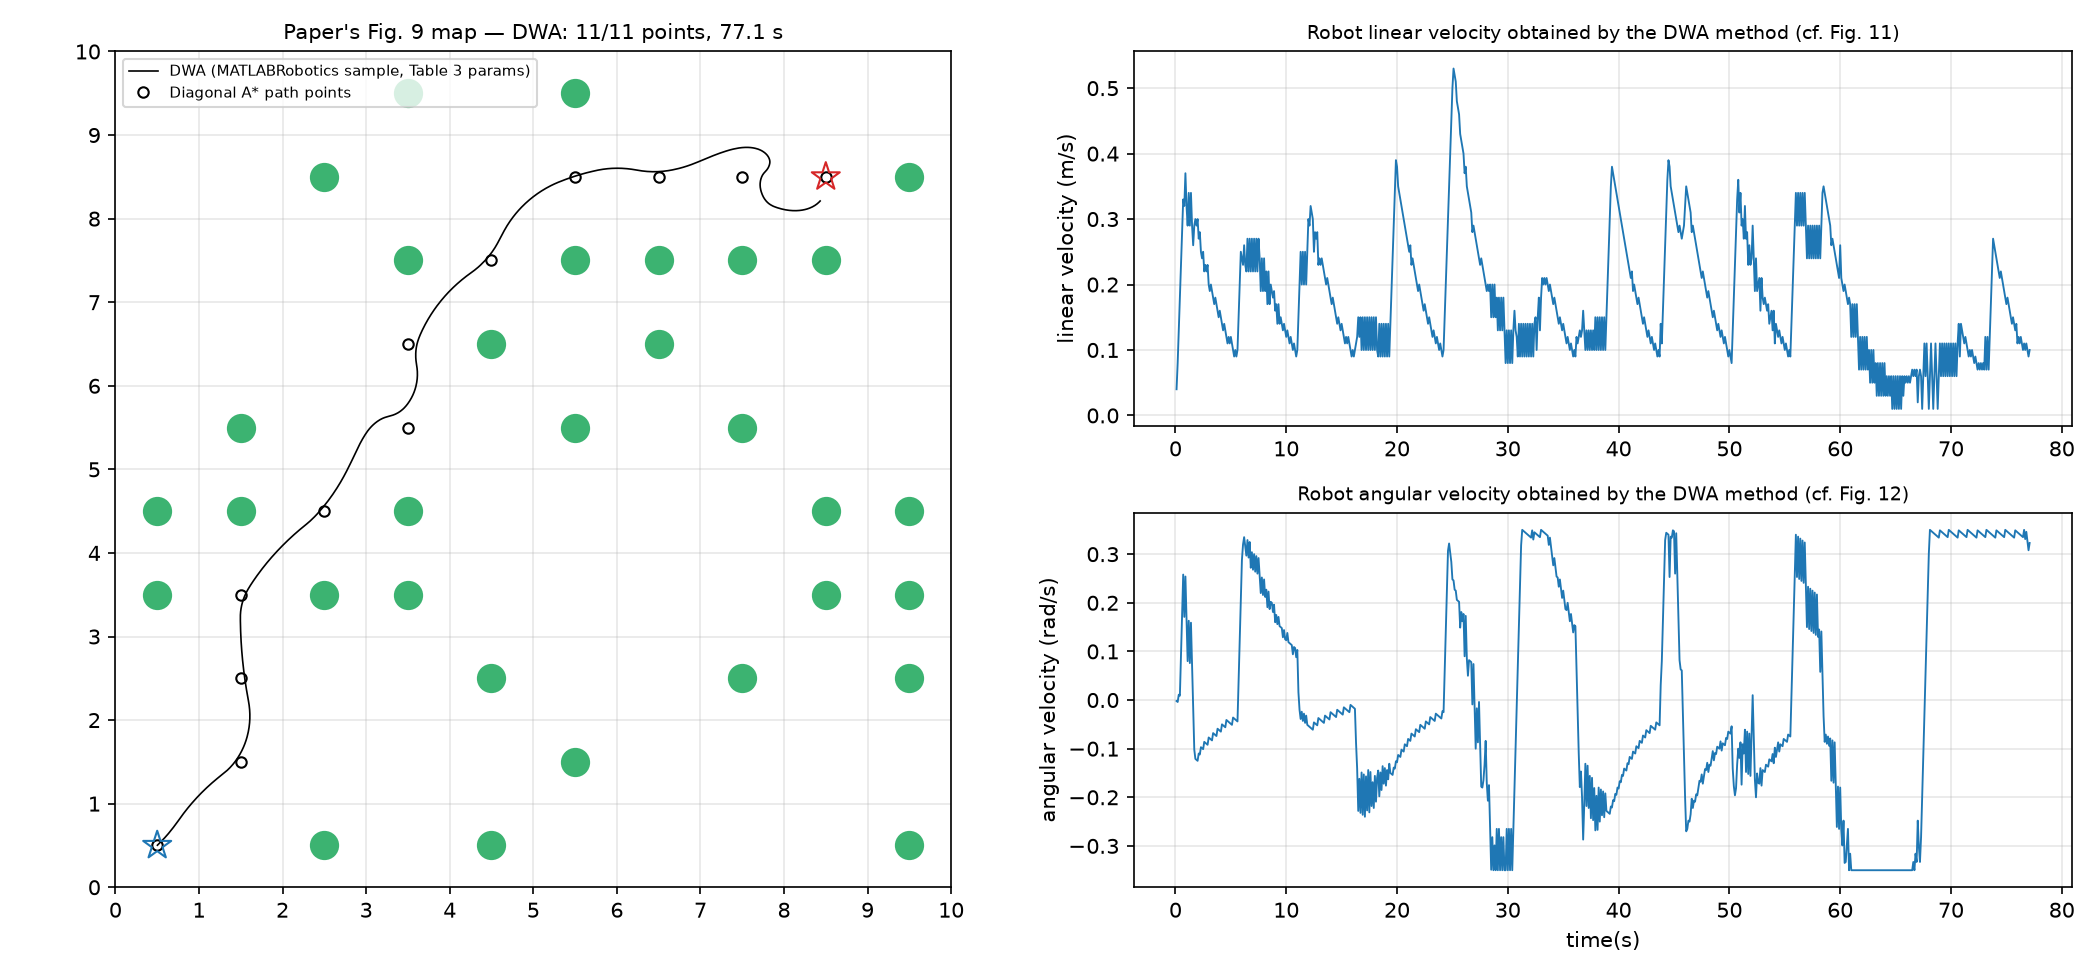 Paper's Fig. 9 map — DWA: 11/11 points, 77.1 s
DWA (MATLABRobotics sample, Table 3 params)
Diagonal A* path points
10
9
8
7
6
5
4
3
2
1
0
0 1 2 3 4 5 6 7 8 9 10
Robot linear velocity obtained by the DWA method (cf. Fig. 11)
linear velocity (m/s)
0.5
0.4
0.3
0.2
0.1
0.0
0 10 20 30 40 50 60 70 80
Robot angular velocity obtained by the DWA method (cf. Fig. 12)
angular velocity (rad/s)
0.3
0.2
0.1
0.0
−0.1
−0.2
−0.3
0 10 20 30 40 50 60 70 80
time(s)